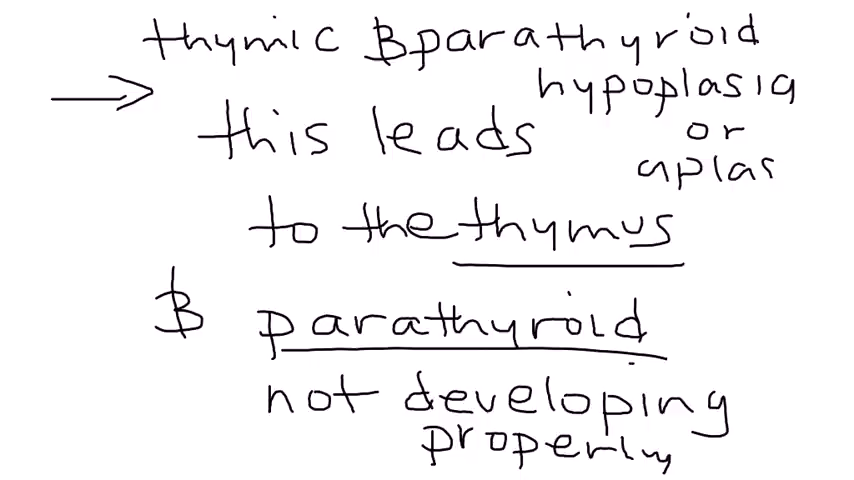 thymic & parathyroid
hypoplasia
or
aplas
this leads
to the thymus
& parathyroid
not developing
properly